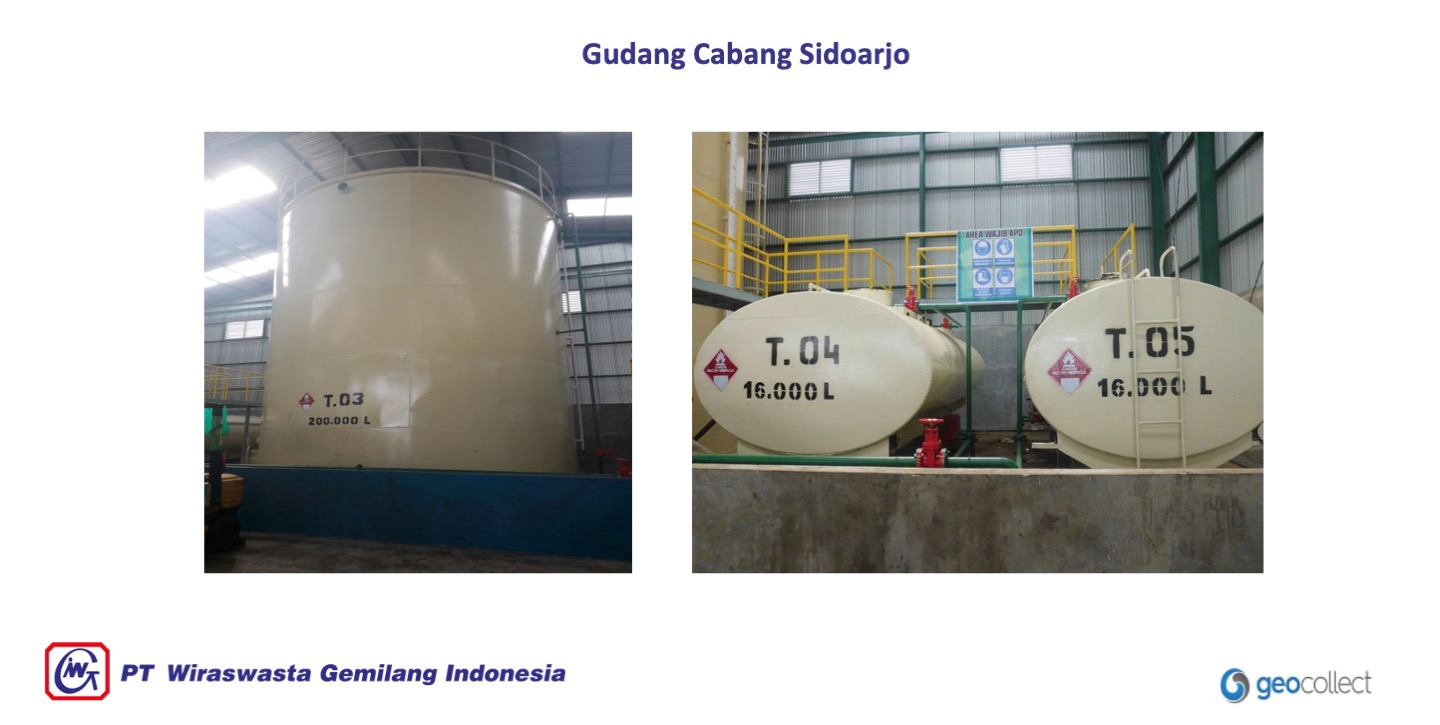 Gudang Cabang Sidoarjo
T.03
200.000 L
AREA WAJIB APD
T.04
16.000 L
T.05
16.000 L
PT Wiraswasta Gemilang Indonesia
geocollect